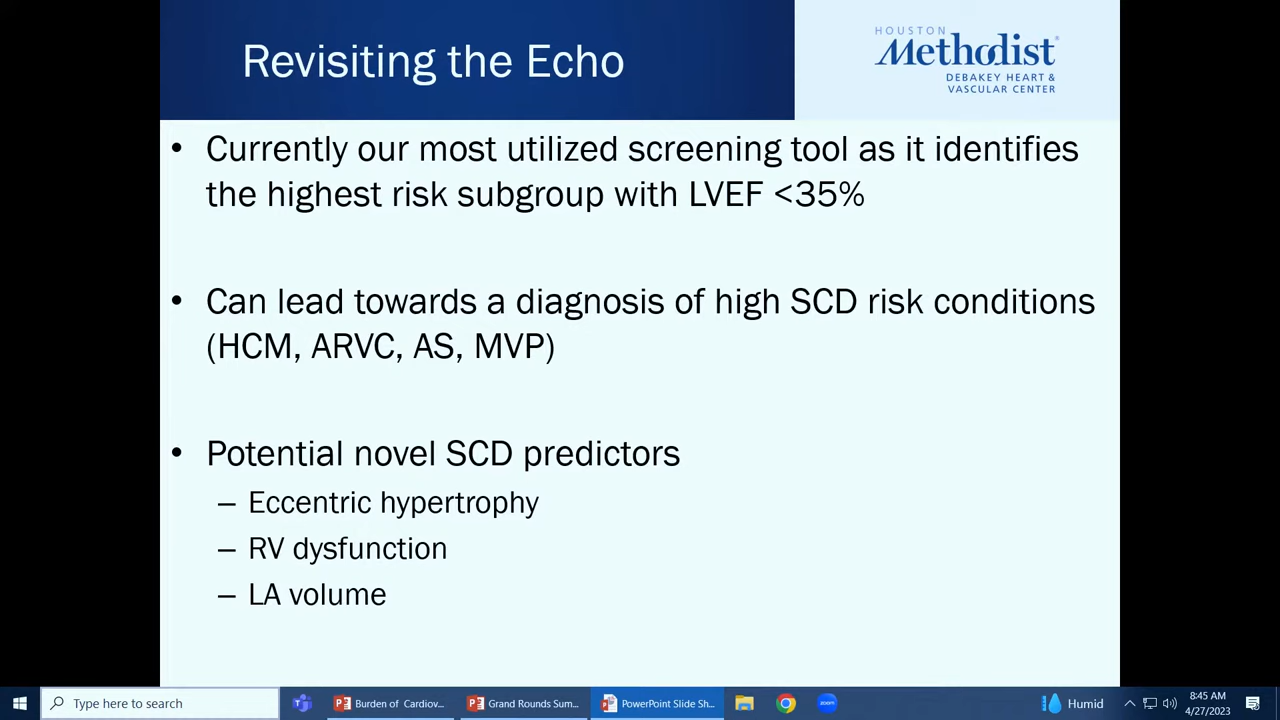 Revisiting the Echo
HOUSTON
Methodist®
DEBAKEY HEART &
VASCULAR CENTER
• Currently our most utilized screening tool as it identifies
the highest risk subgroup with LVEF <35%
• Can lead towards a diagnosis of high SCD risk conditions
(HCM, ARVC, AS, MVP)
• Potential novel SCD predictors
– Eccentric hypertrophy
– RV dysfunction
– LA volume
Type here to search
Burden of Cardiov...
Grand Rounds Sum...
PowerPoint Slide Sh...
Humid
8:45 AM
4/27/2023